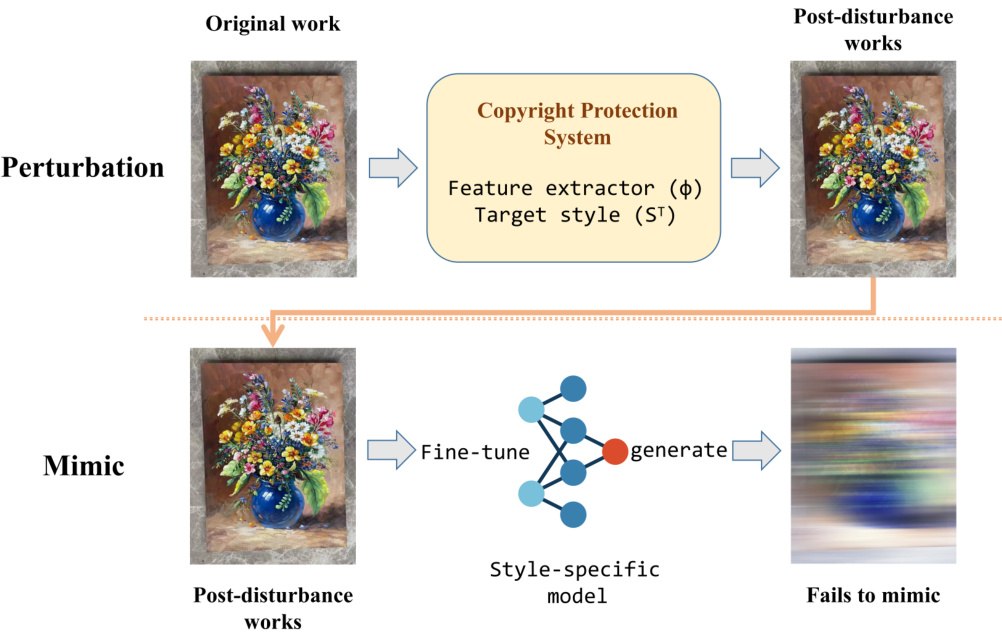 Original work
Post-disturbance
works
Perturbation
Copyright Protection
System
Feature extractor (ϕ)
Target style (Sᵀ)
Mimic
Fine-tune
generate
Style-specific
model
Post-disturbance
works
Fails to mimic